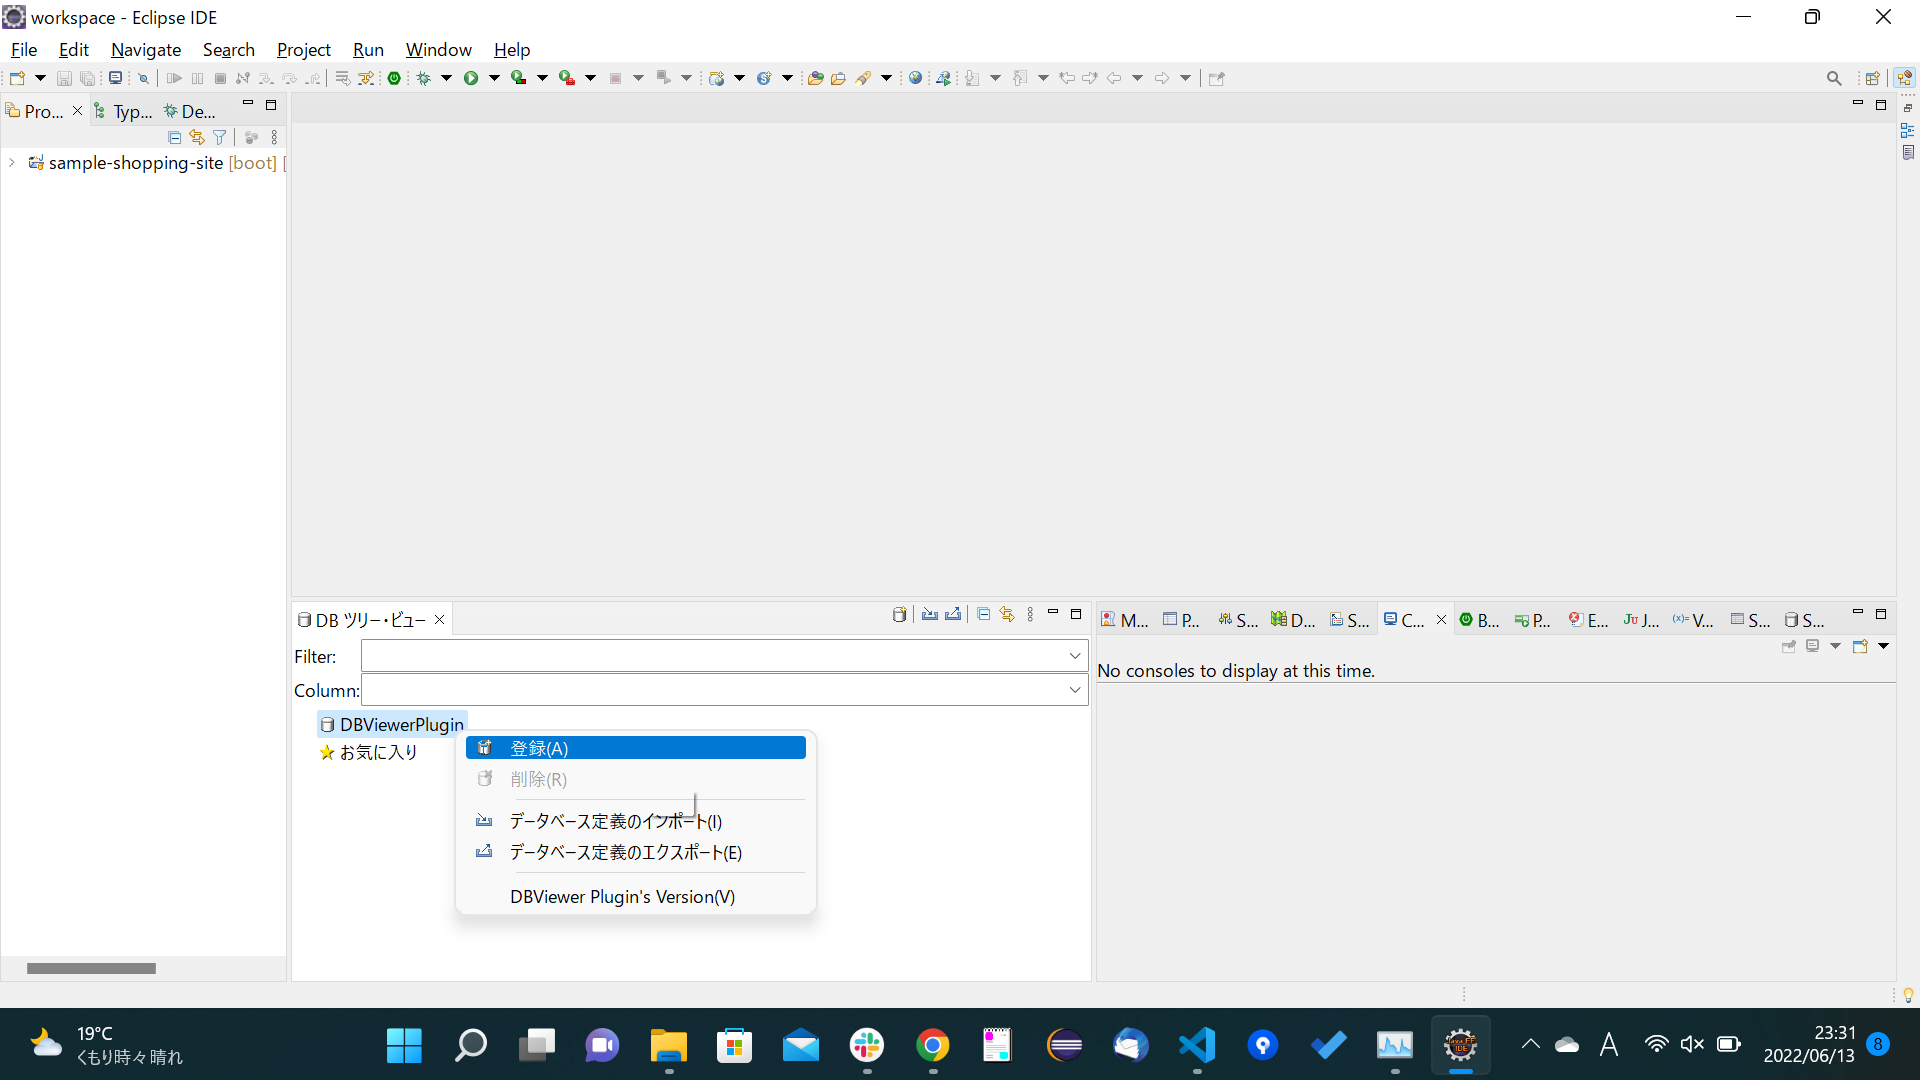 workspace - Eclipse IDE
File Edit Navigate Search Project Run Window Help
Pro... Typ... De...
sample-shopping-site [boot] [
DB ツリー・ビュー
Filter:
Column:
DBViewerPlugin
お気に入り
登録(A)
削除(R)
データベース定義のインポート(I)
データベース定義のエクスポート(E)
DBViewer Plugin's Version(V)
M... P... S... D... S... C... B... P... E... J... V... S... S...
No consoles to display at this time.
19°C
くもり時々晴れ
A
23:31
2022/06/13
8